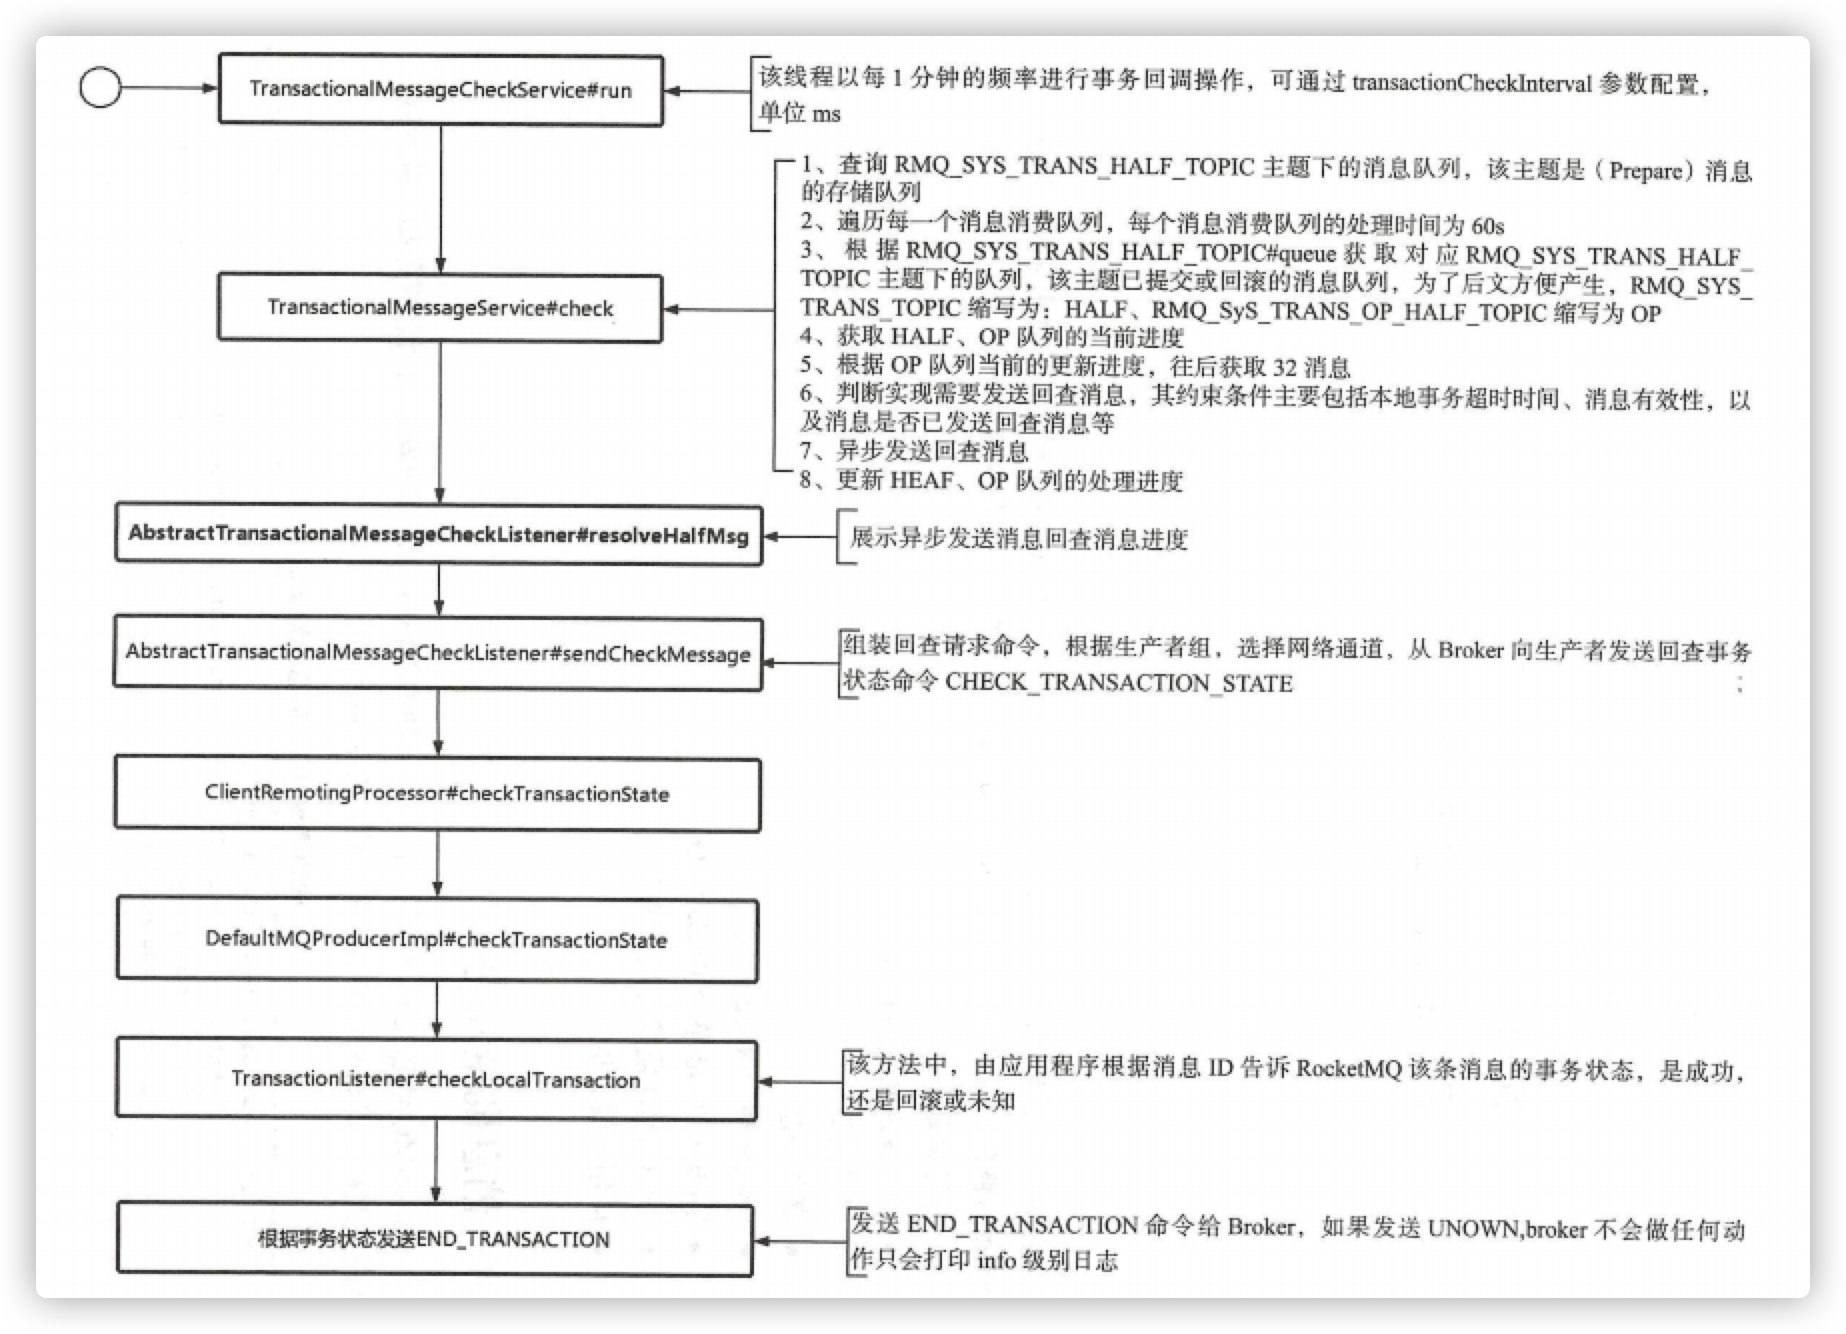 TransactionalMessageCheckService#run
该线程以每 1 分钟的频率进行事务回调操作，可通过 transactionCheckInterval 参数配置，
单位 ms
1、查询 RMQ_SYS_TRANS_HALF_TOPIC 主题下的消息队列，该主题是（Prepare）消息
的存储队列
2、遍历每一个消息消费队列，每个消息消费队列的处理时间为 60s
3、根据 RMQ_SYS_TRANS_HALF_TOPIC#queue 获取对应 RMQ_SYS_TRANS_HALF_
TOPIC 主题下的队列，该主题已提交或回滚的消息队列，为了后文方便产生，RMQ_SYS_
TRANS_TOPIC 缩写为：HALF、RMQ_SyS_TRANS_OP_HALF_TOPIC 缩写为 OP
4、获取 HALF、OP 队列的当前进度
5、根据 OP 队列当前的更新进度，往后获取 32 消息
6、判断实现需要发送回查消息，其约束条件主要包括本地事务超时时间、消息有效性，以
及消息是否已发送回查消息等
7、异步发送回查消息
8、更新 HEAF、OP 队列的处理进度
TransactionalMessageService#check
AbstractTransactionalMessageCheckListener#resolveHalfMsg
展示异步发送消息回查消息进度
AbstractTransactionalMessageCheckListener#sendCheckMessage
组装回查请求命令，根据生产者组，选择网络通道，从 Broker 向生产者发送回查事务
状态命令 CHECK_TRANSACTION_STATE ;
ClientRemotingProcessor#checkTransactionState
DefaultMQProducerImpl#checkTransactionState
TransactionListener#checkLocalTransaction
该方法中，由应用程序根据消息 ID 告诉 RocketMQ 该条消息的事务状态，是成功，
还是回滚或未知
根据事务状态发送END_TRANSACTION
发送 END_TRANSACTION 命令给 Broker，如果发送 UNOWN,broker 不会做任何动
作只会打印 info 级别日志